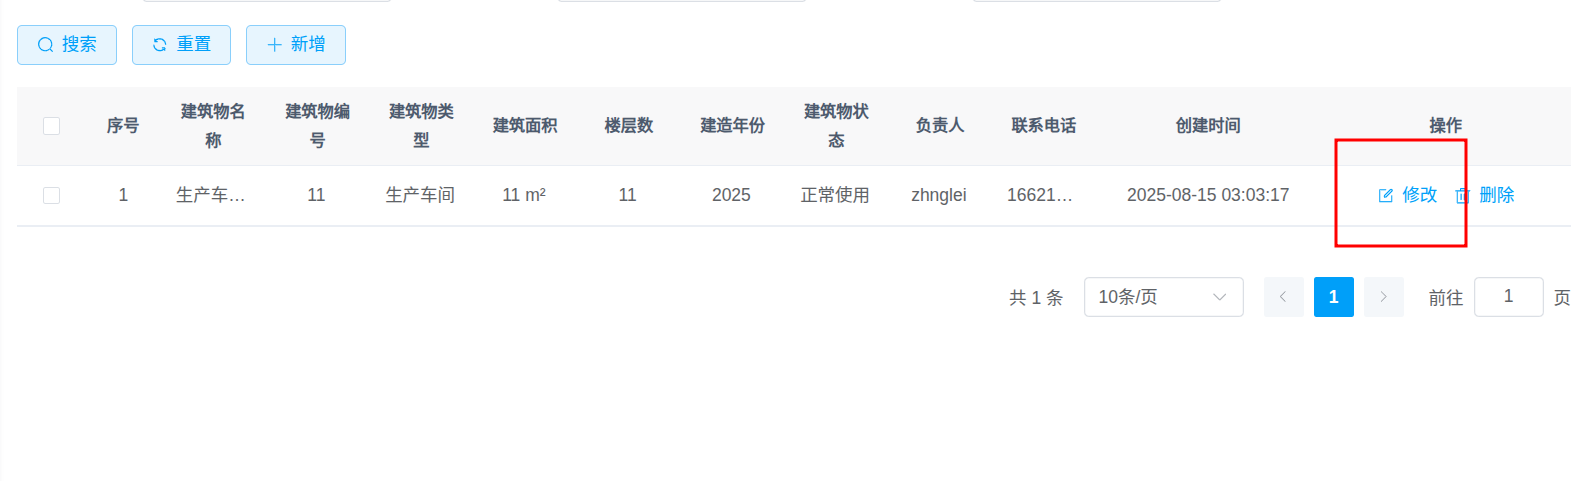 搜索 重置 新增
序号 建筑物名称 建筑物编号 建筑物类型 建筑面积 楼层数 建造年份 建筑物状态 负责人 联系电话 创建时间 操作
1 生产车... 11 生产车间 11 m² 11 2025 正常使用 zhnglei 16621... 2025-08-15 03:03:17 修改 删除
共 1 条 10条/页 1 前往 1 页